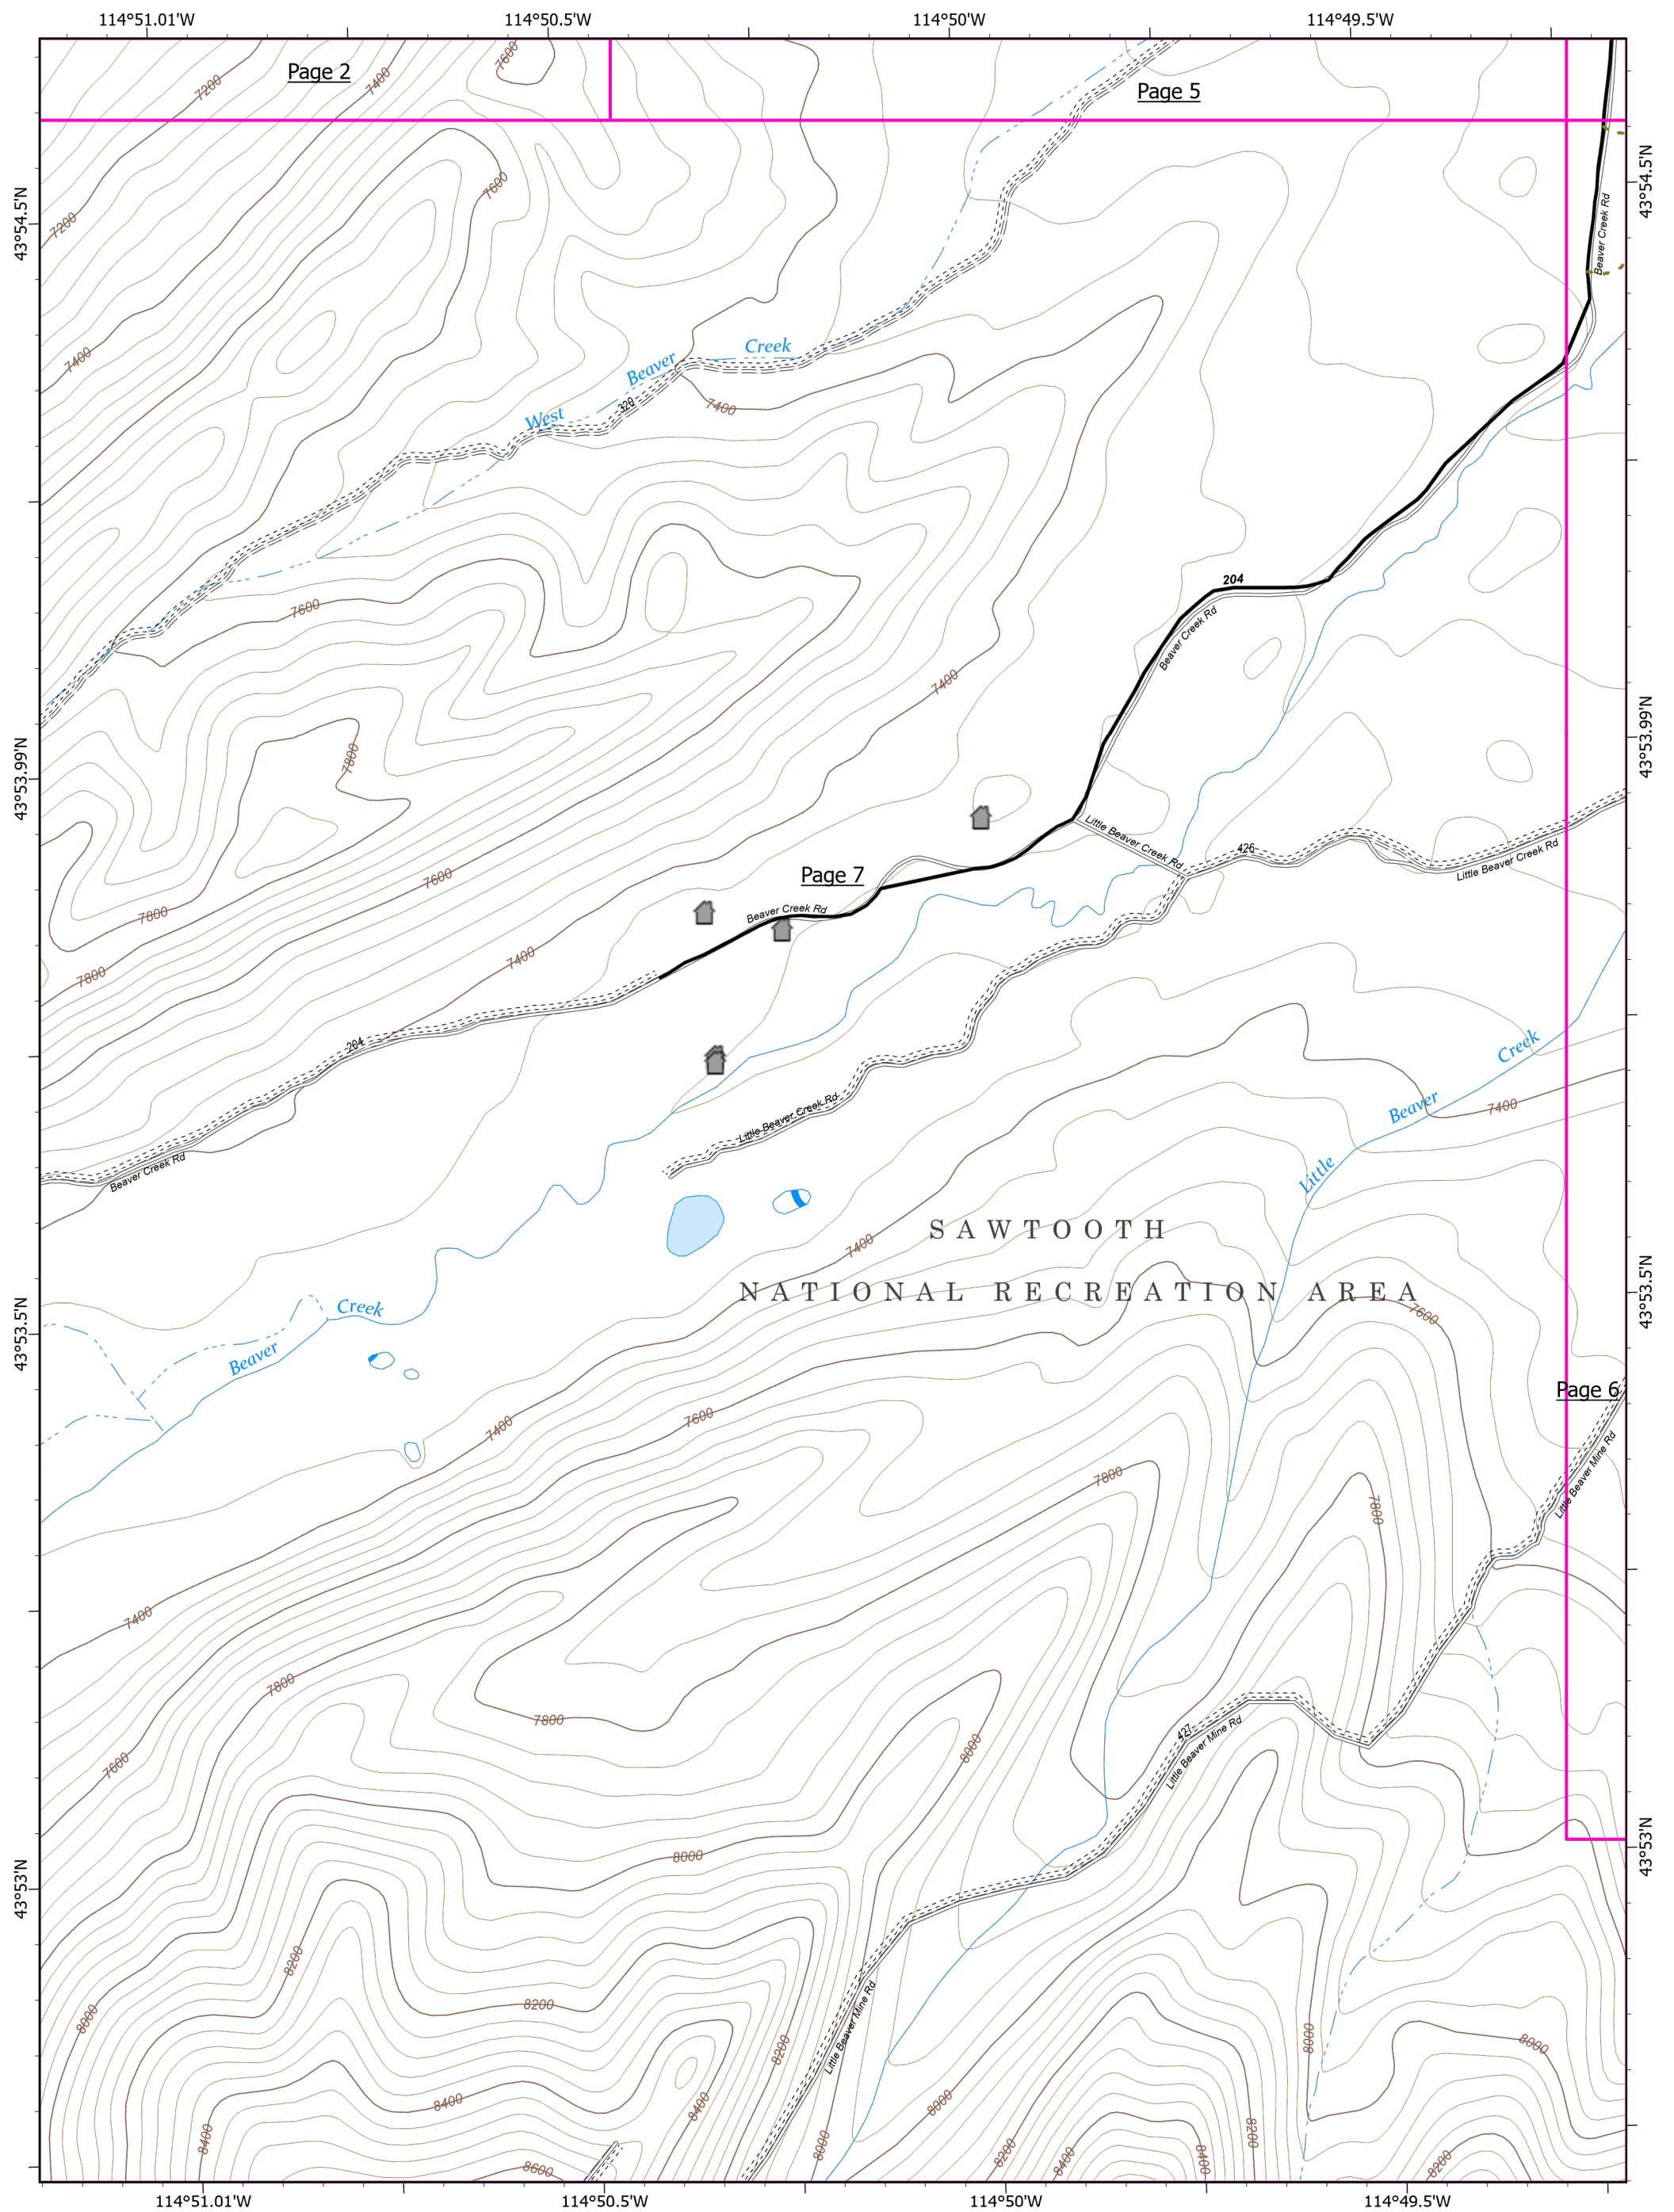 114°51.01'W
114°50.5'W
114°50'W
114°49.5'W
7600
Page 2
7400
7200
Page 5
43°54.5'N
43°54.5'N
7600
7200
Beaver Creek Rd
Creek
7400
Beaver
320
7400
West
204
7600
Beaver Creek Rd
7400
43°53.99'N
43°53.99'N
7800
Little Beaver Creek Rd
426
Little Beaver Creek Rd
Page 7
7600
Beaver Creek Rd
7800
7400
7800
204
Creek
Beaver
7400
Little Beaver Creek Rd
Beaver Creek Rd
Little
SAWTOOTH
7400
NATIONAL RECREATION AREA
43°53.5'N
43°53.5'N
7600
Creek
Beaver
Page 6
7600
7400
7800
7800
Little Beaver Mine Rd
7400
7800
7800
427
Little Beaver Mine Rd
8000
7600
8000
43°53'N
43°53'N
8200
8200
8000
Little Beaver Mine Rd
8200
8000
8000
8400
8400
8000
8400
8000
8200
8200
8400
8400
8200
8600
114°51.01'W
114°50.5'W
114°50'W
114°49.5'W